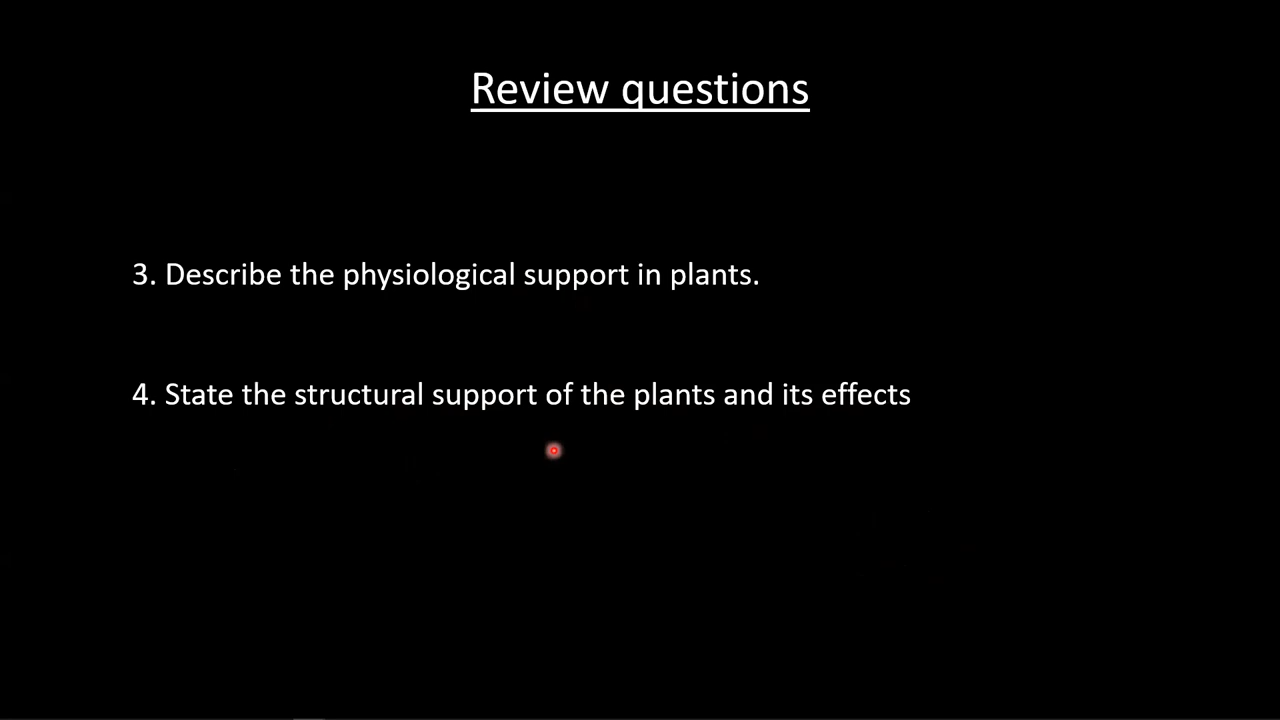 Review questions
3. Describe the physiological support in plants.
4. State the structural support of the plants and its effects